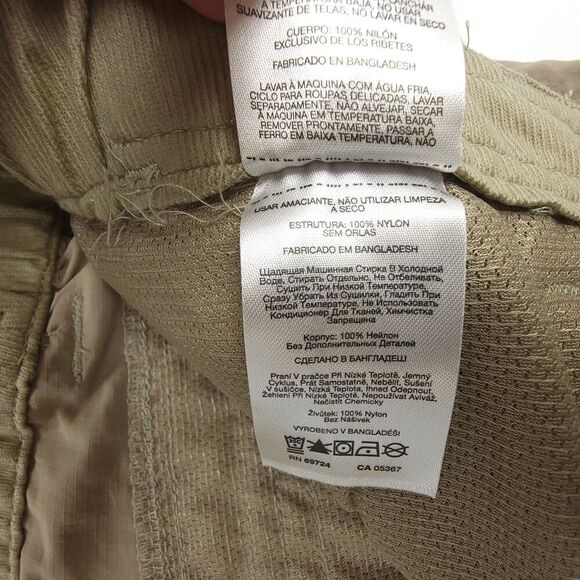 A TEMPERATURA BAJA, NO USAR
SUAVIZANTE DE TELAS, NO LAVAR EN SECO
CUERPO: 100% NILÓN
EXCLUSIVO DE LOS RIBETES
FABRICADO EN BANGLADESH
LAVAR À MAQUINA COM ÁGUA FRIA,
CICLO PARA ROUPAS DELICADAS, LAVAR
SEPARADAMENTE, NÃO ALVEJAR, SECAR
À MÁQUINA EM TEMPERATURA BAIXA
REMOVER PRONTAMENTE, PASSAR A
FERRO EM BAIXA TEMPERATURA, NÃO
USAR AMACIANTE, NÃO UTILIZAR LIMPEZA
À SECO
ESTRUTURA: 100% NYLON
SEM ORLAS
FABRICADO EM BANGLADESH
Щадящая Машинная Стирка В Холодной
Воде, Стирать Отдельно, Не Отбеливать,
Сушить При Низкой Температуре,
Сразу Убрать Из Сушилки, Гладить При
Низкой Температуре, Не Использовать
Кондиционер Для Тканей, Химчистка
Запрещена
Корпус: 100% Нейлон
Без Дополнительных Деталей
СДЕЛАНО В БАНГЛАДЕШ
Praní V pračce Při Nízké Teplotě, Jemný
Cyklus, Prát Samostatně, Nebělit, Sušení
V sušičce, Nízká Teplota, Ihned Odepnout,
Žehlení Při Nízké Teplotě, Nepoužívat Aviváž,
Nečistit Chemicky
Živůtek: 100% Nylon
Bez Nášivek
VYROBENO V BANGLADÉŠI
RN 69724 CA 05367